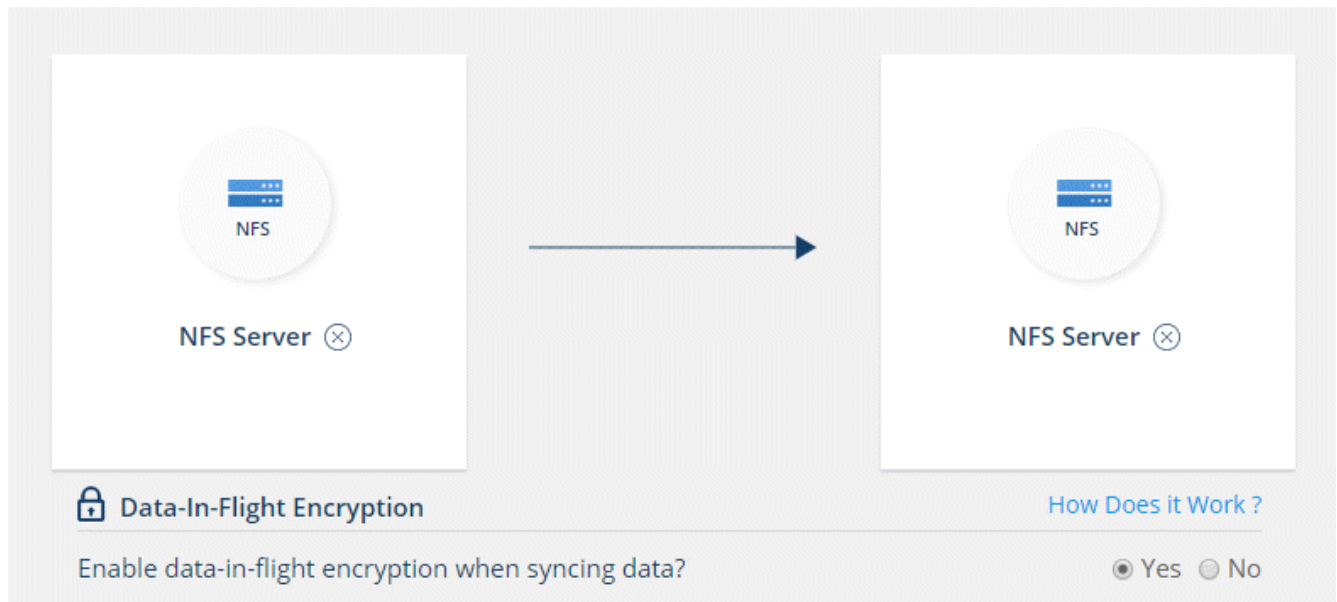 NFS
NFS Server
NFS
NFS Server
Data-In-Flight Encryption
How Does it Work ?
Enable data-in-flight encryption when syncing data?
Yes
No